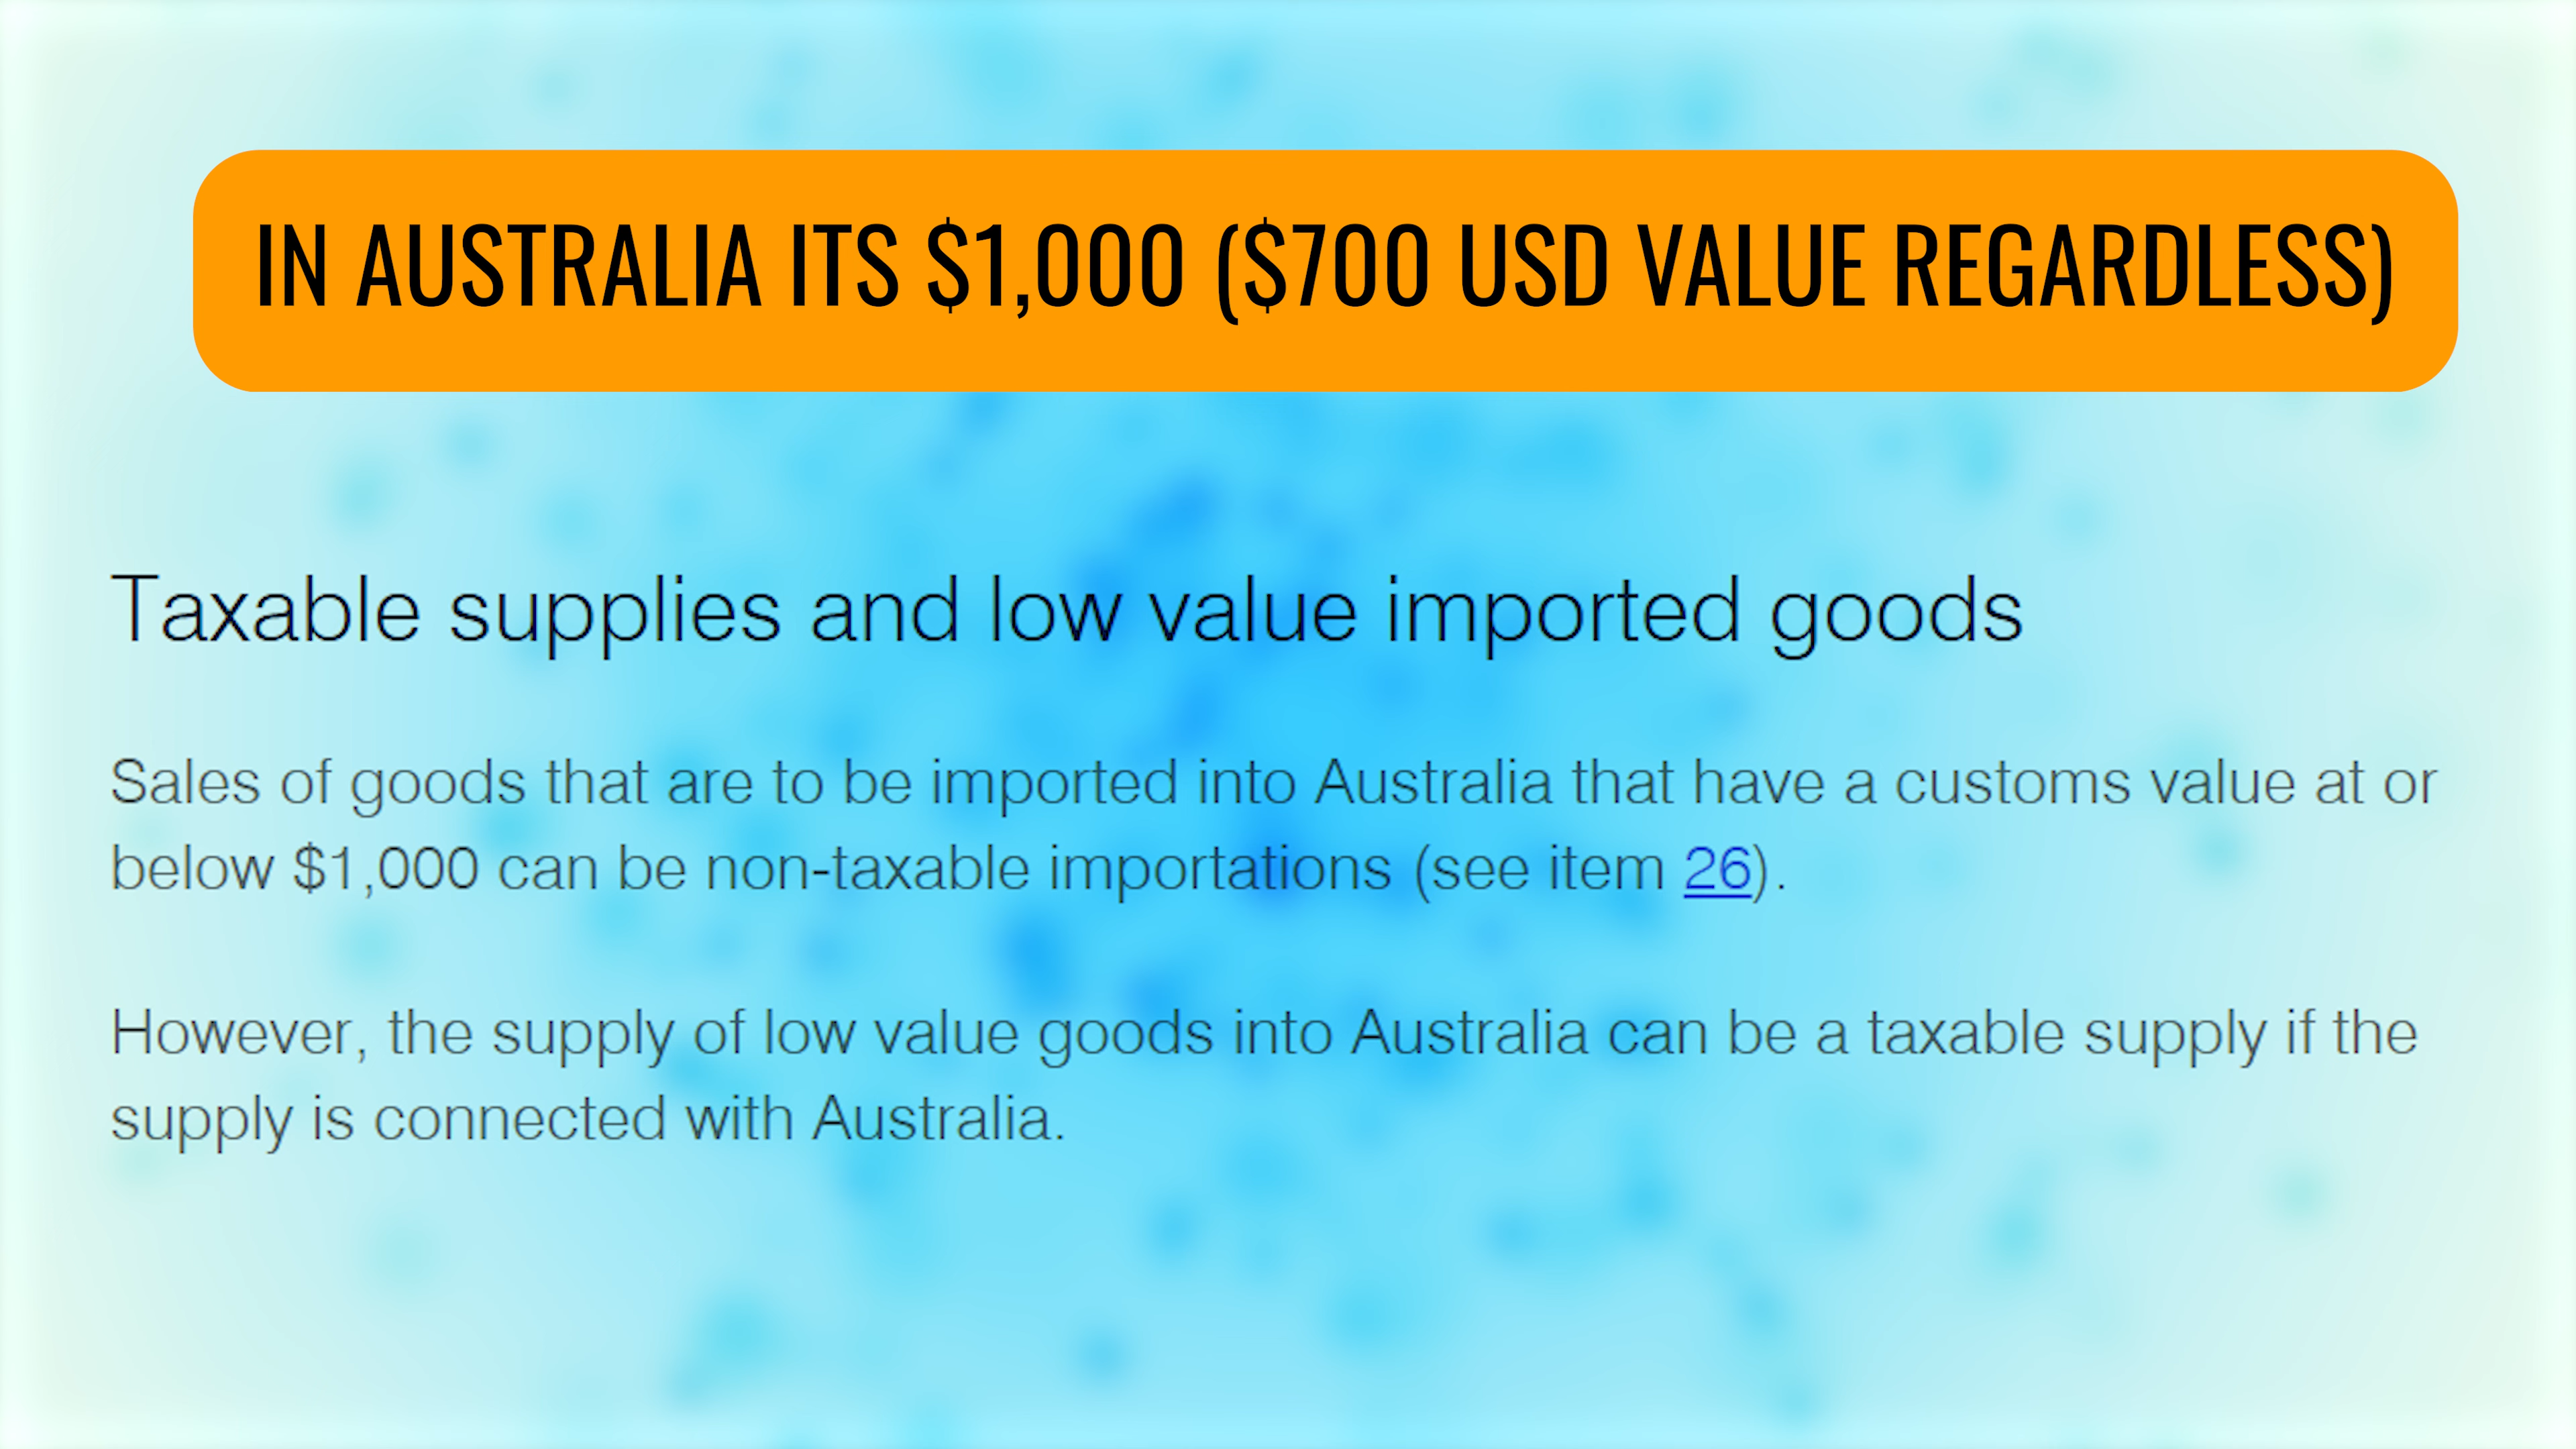 IN AUSTRALIA ITS $1,000 ($700 USD VALUE REGARDLESS)
Taxable supplies and low value imported goods
Sales of goods that are to be imported into Australia that have a customs value at or
below $1,000 can be non-taxable importations (see item 26).
However, the supply of low value goods into Australia can be a taxable supply if the
supply is connected with Australia.